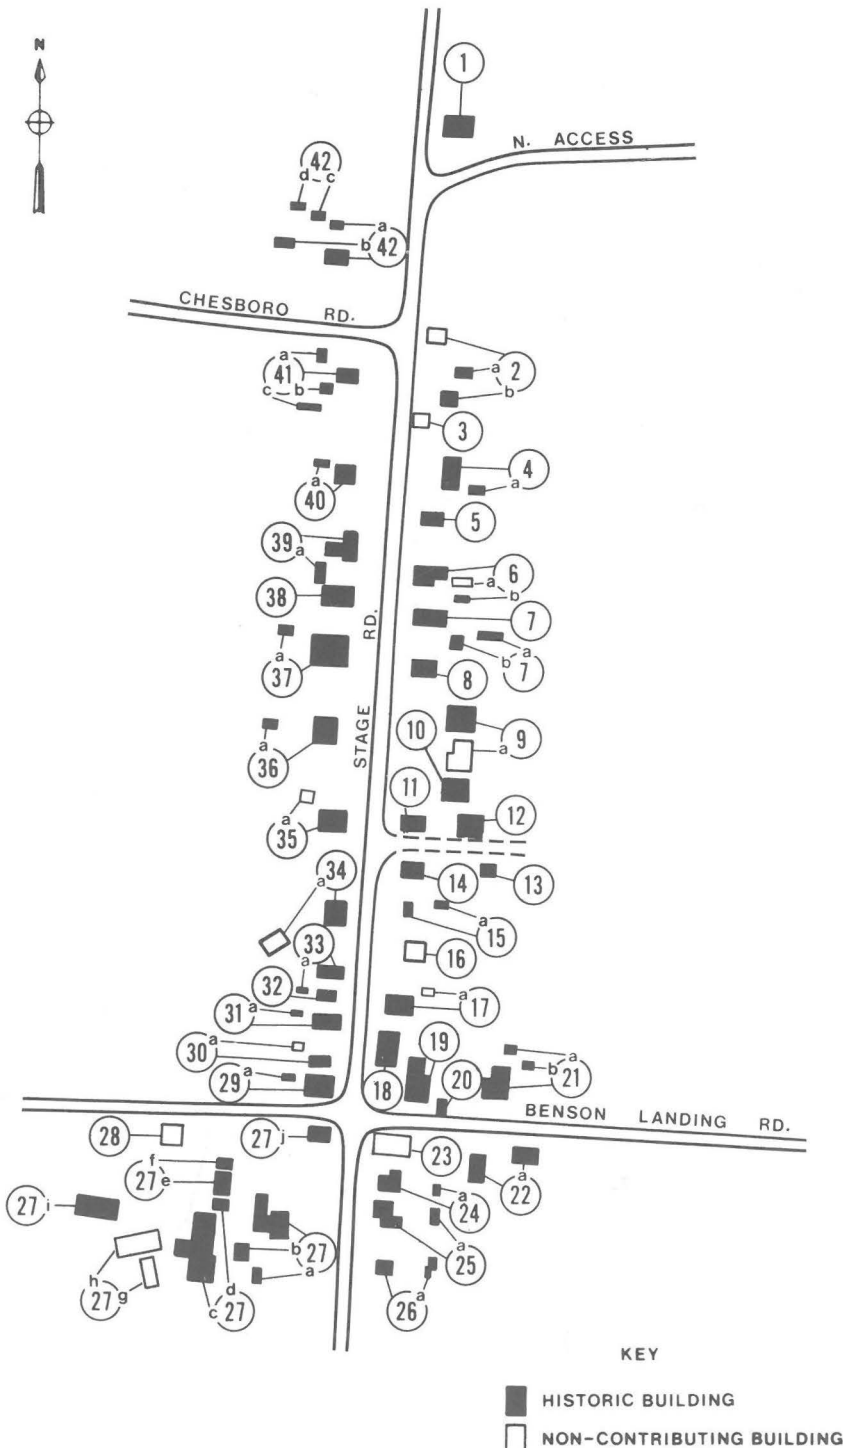 N
1
N. ACCESS
42
d c
a
b 42
CHESBORO RD.
a
41
c b
2
a
b
3
4
a
40
a
5
39
a
6
a
b
38
7
STAGE RD.
a
37
a
b 7
8
10
9
a
a
36
11
12
a
35
34
a
14
13
a
15
33
a
16
32
a
17
31 a
19
a
30
a
b 21
29 a
18
20
BENSON LANDING RD.
28
27 j
23
f
27 e
a
22
27 i
a
24
b 27
a
a
25
h
27 g
d
c 27
26 a
KEY
HISTORIC BUILDING
NON-CONTRIBUTING BUILDING